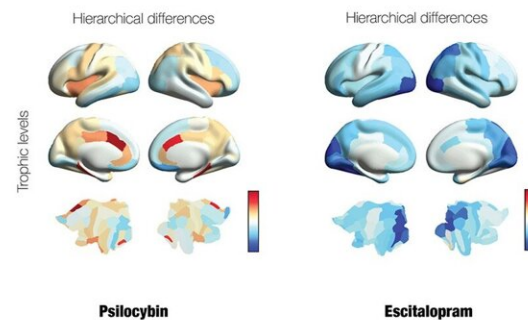 Hierarchical differences
Hierarchical differences
Trophic levels
Psilocybin
Escitalopram